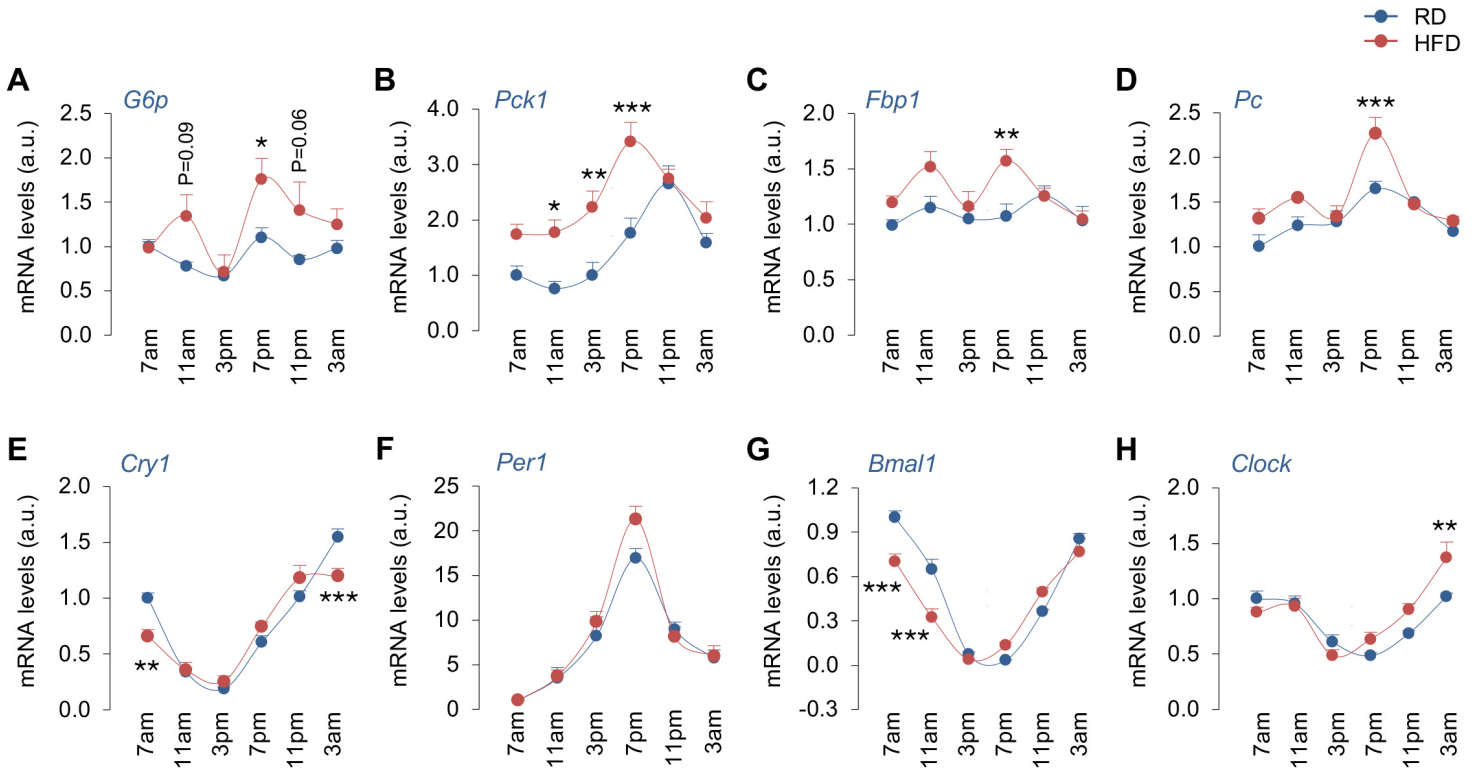 RD
HFD
A
G6p
mRNA levels (a.u.)
2.5
2.0
1.5
1.0
0.5
0.0
P=0.09
*
P=0.06
7am
11am
3pm
7pm
11pm
3am
B
Pck1
mRNA levels (a.u.)
4.0
3.0
2.0
1.0
0.0
*
**
***
7am
11am
3pm
7pm
11pm
3am
C
Fbp1
mRNA levels (a.u.)
2.0
1.5
1.0
0.5
0.0
**
7am
11am
3pm
7pm
11pm
3am
D
Pc
mRNA levels (a.u.)
2.5
2.0
1.5
1.0
0.5
0.0
***
7am
11am
3pm
7pm
11pm
3am
E
Cry1
mRNA levels (a.u.)
2.0
1.5
1.0
0.5
0.0
**
***
7am
11am
3pm
7pm
11pm
3am
F
Per1
mRNA levels (a.u.)
25
20
15
10
5
0
7am
11am
3pm
7pm
11pm
3am
G
Bmal1
mRNA levels (a.u.)
1.2
0.9
0.6
0.3
0.0
-0.3
***
***
7am
11am
3pm
7pm
11pm
3am
H
Clock
mRNA levels (a.u.)
2.0
1.5
1.0
0.5
0.0
**
7am
11am
3pm
7pm
11pm
3am